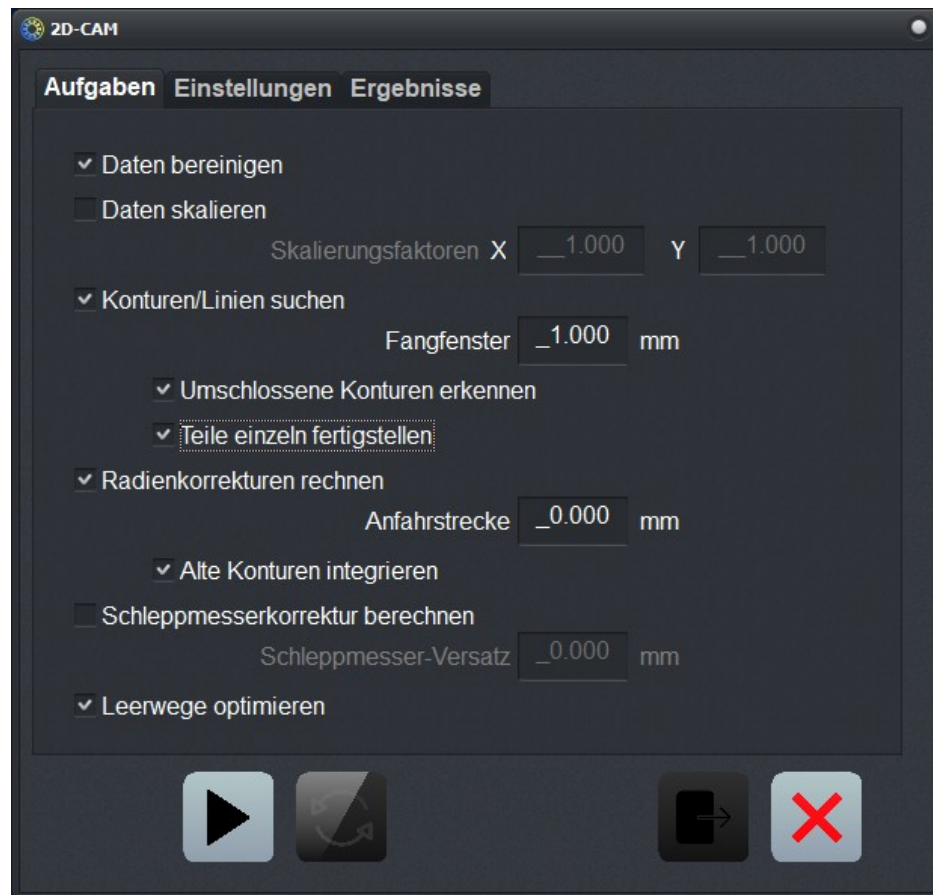 2D-CAM
Aufgaben Einstellungen Ergebnisse
Daten bereinigen
Daten skalieren
Skalierungsfaktoren X __1.000 Y __1.000
Konturen/Linien suchen
Fangfenster _1.000 mm
Umschlossene Konturen erkennen
Teile einzeln fertigstellen
Radienkorrekturen rechnen
Anfahrstrecke _0.000 mm
Alte Konturen integrieren
Schleppmesserkorrektur berechnen
Schleppmesser-Versatz _0.000 mm
Leerwege optimieren